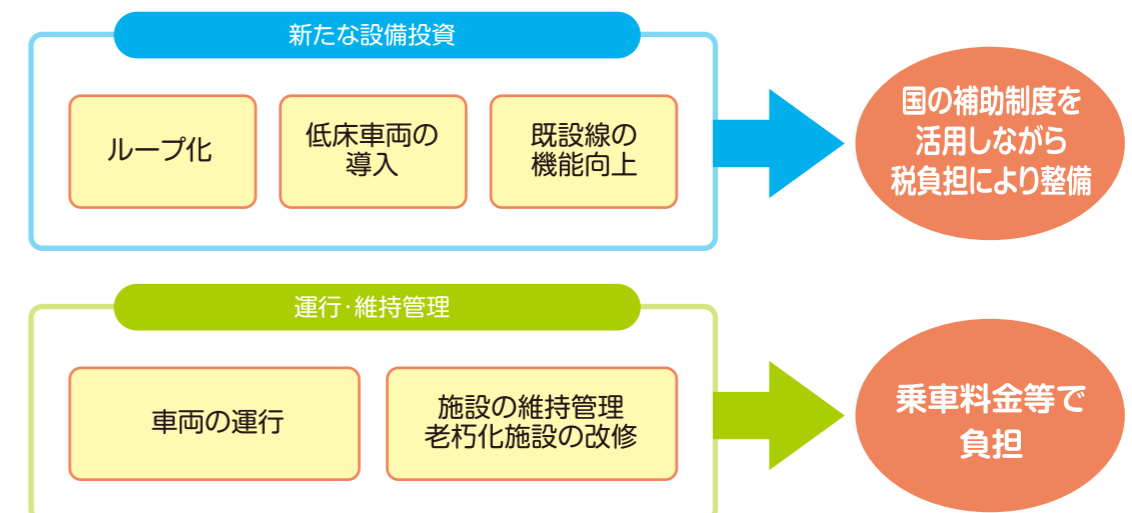 新たな設備投資
ループ化
低床車両の
導入
既設線の
機能向上
国の補助制度を
活用しながら
税負担により整備
運行･維持管理
車両の運行
施設の維持管理
老朽化施設の改修
乗車料金等で
負担